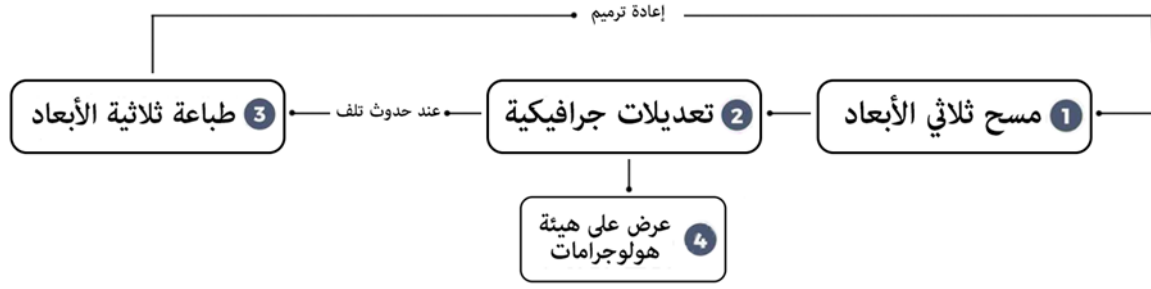 إعادة ترميم
1 مسح ثلاثي الأبعاد
2 تعديلات جرافيكية
عند حدوث تلف
3 طباعة ثلاثية الأبعاد
4 عرض على هيئة
هولوجرامات